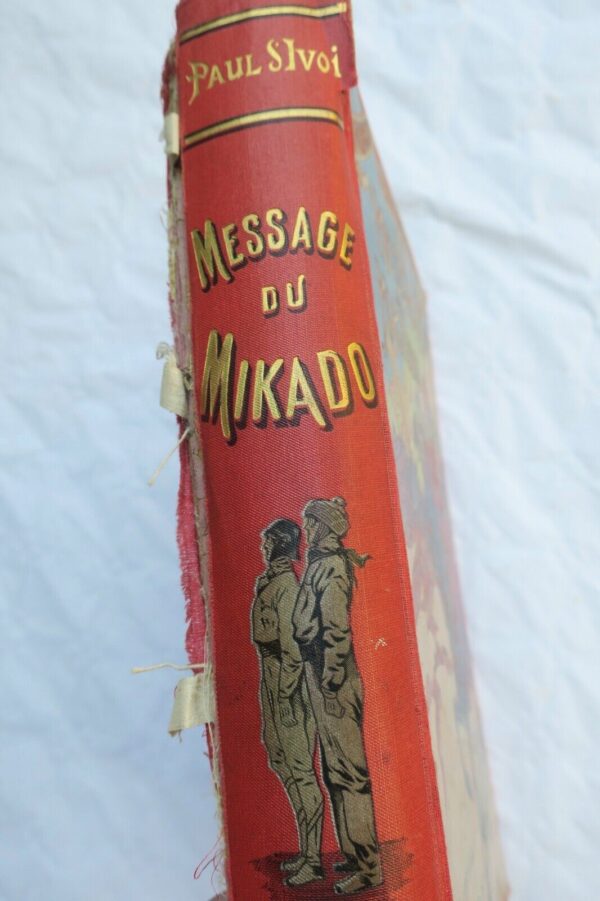 PAUL S'IVOI
MESSAGE
DU
MIKADO